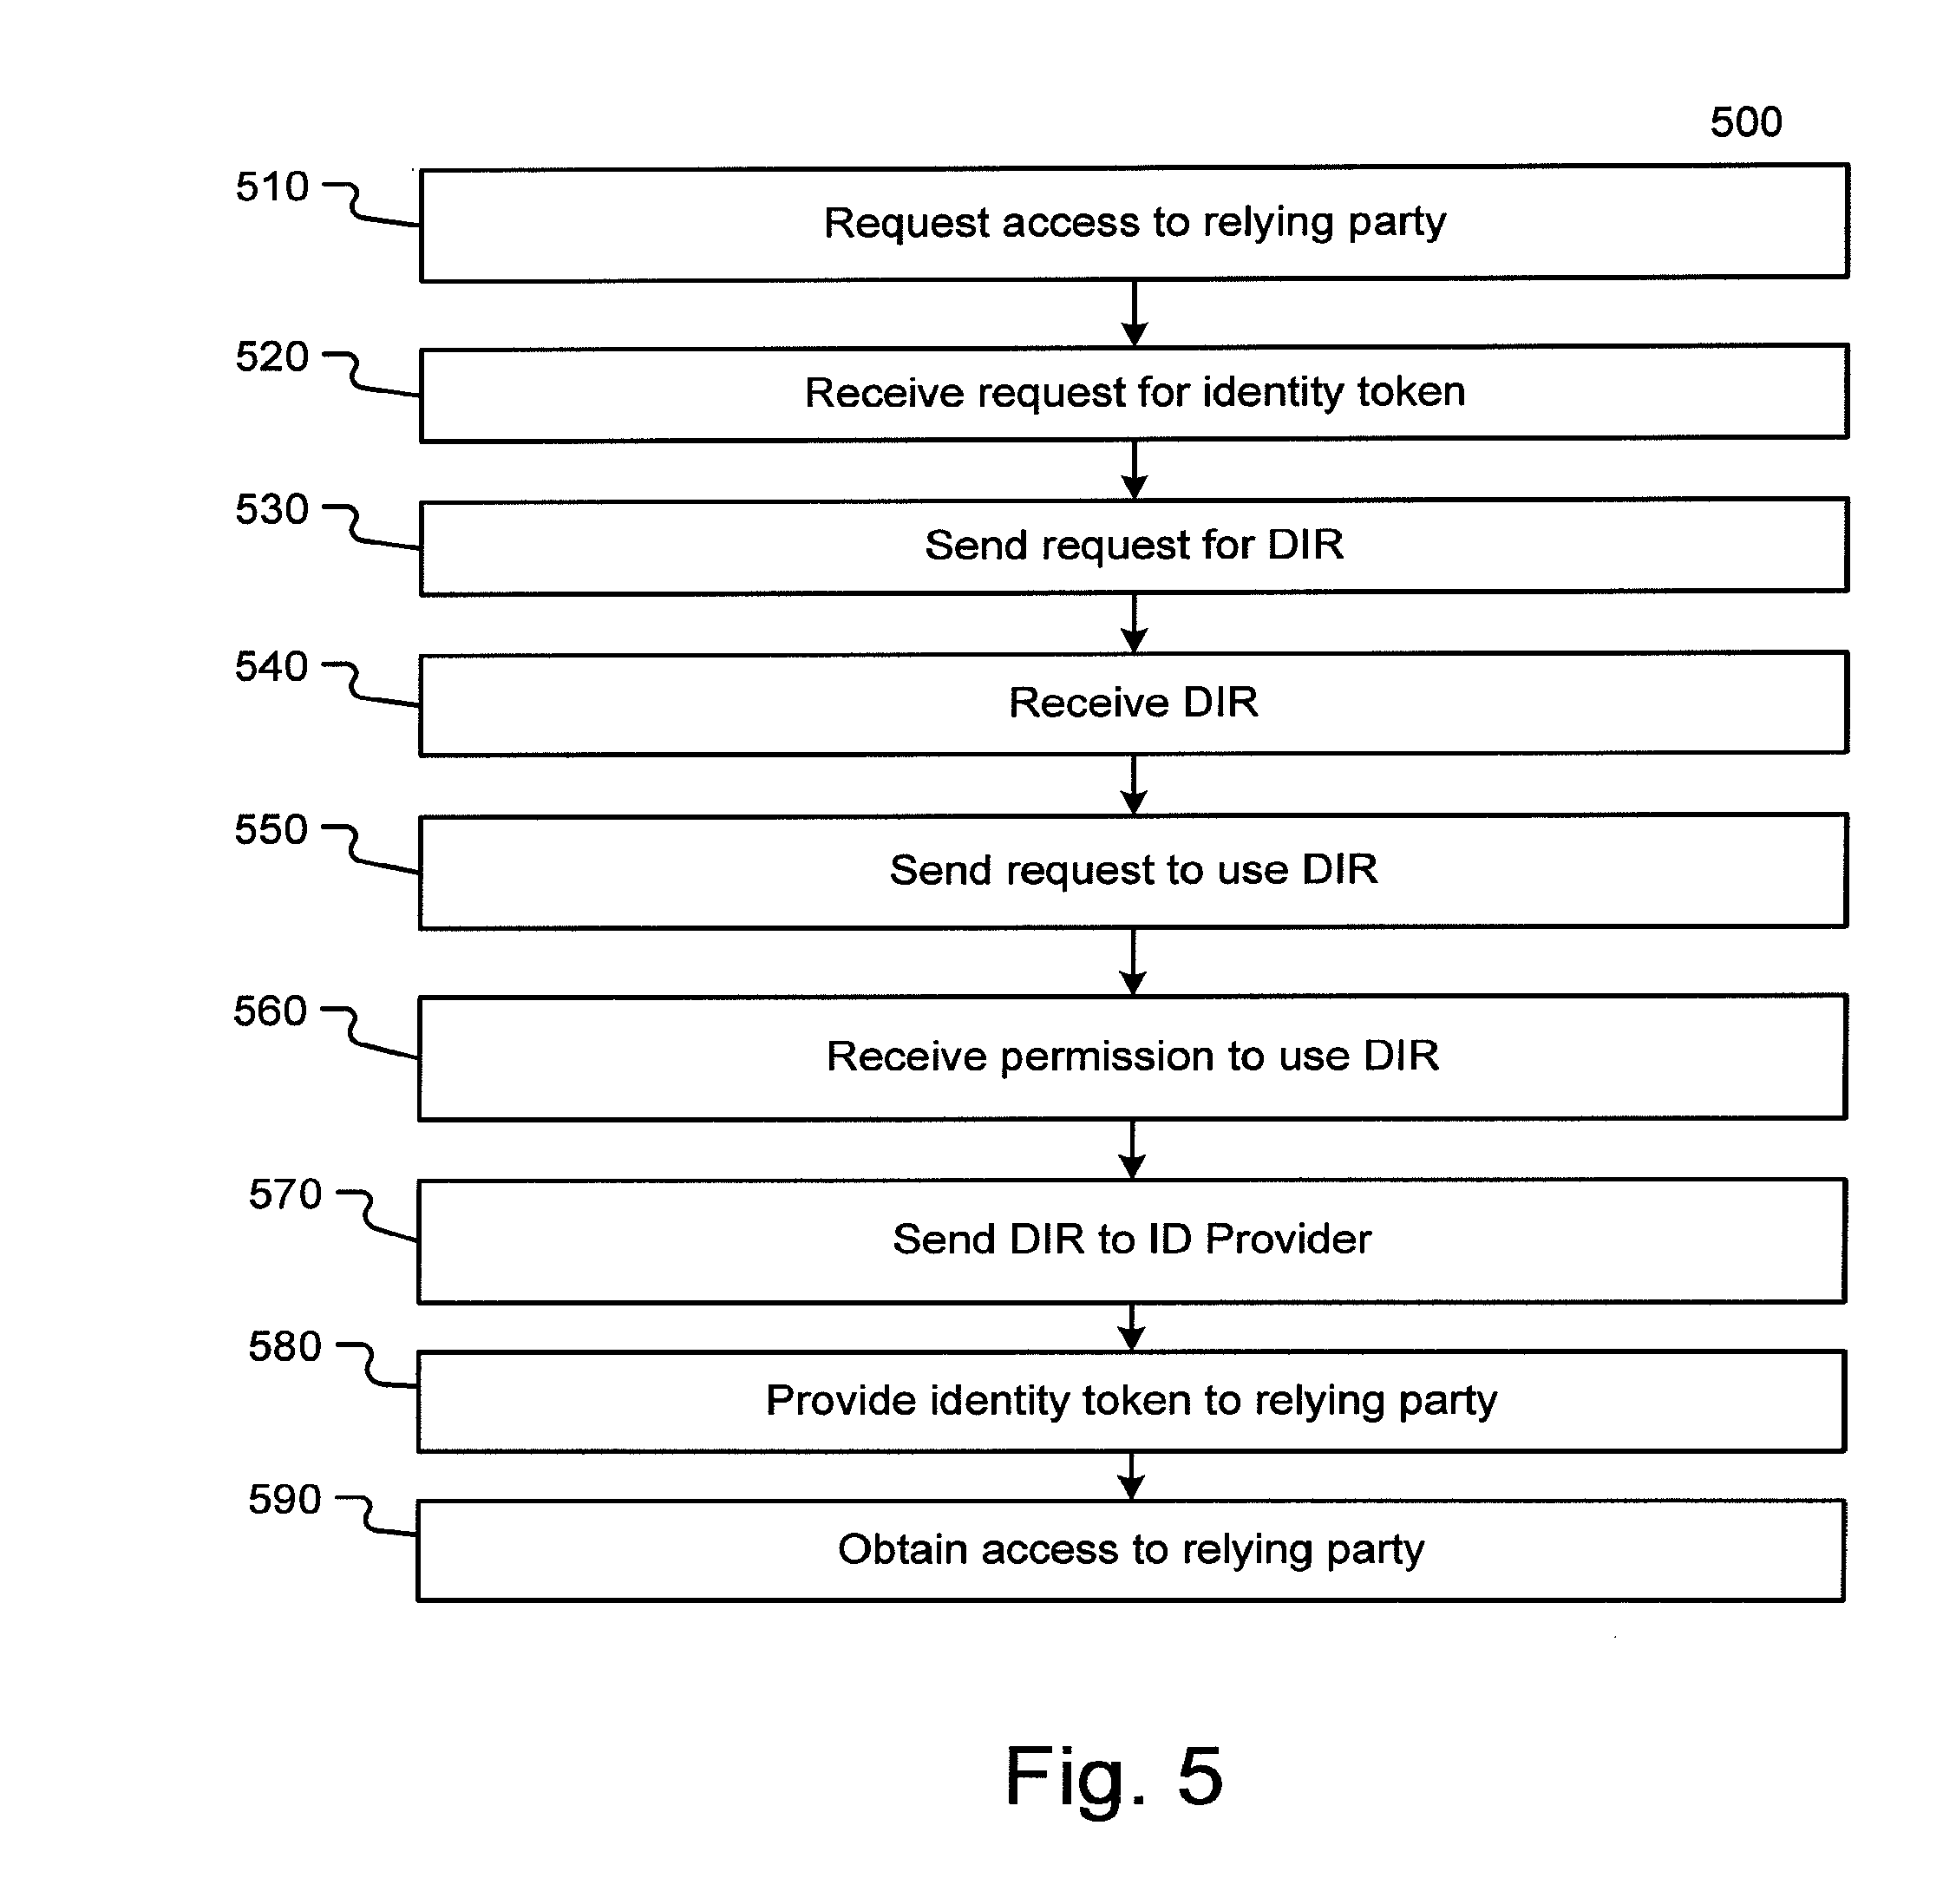 500
510
Request access to relying party
520
Receive request for identity token
530
Send request for DIR
540
Receive DIR
550
Send request to use DIR
560
Receive permission to use DIR
570
Send DIR to ID Provider
580
Provide identity token to relying party
590
Obtain access to relying party
Fig. 5